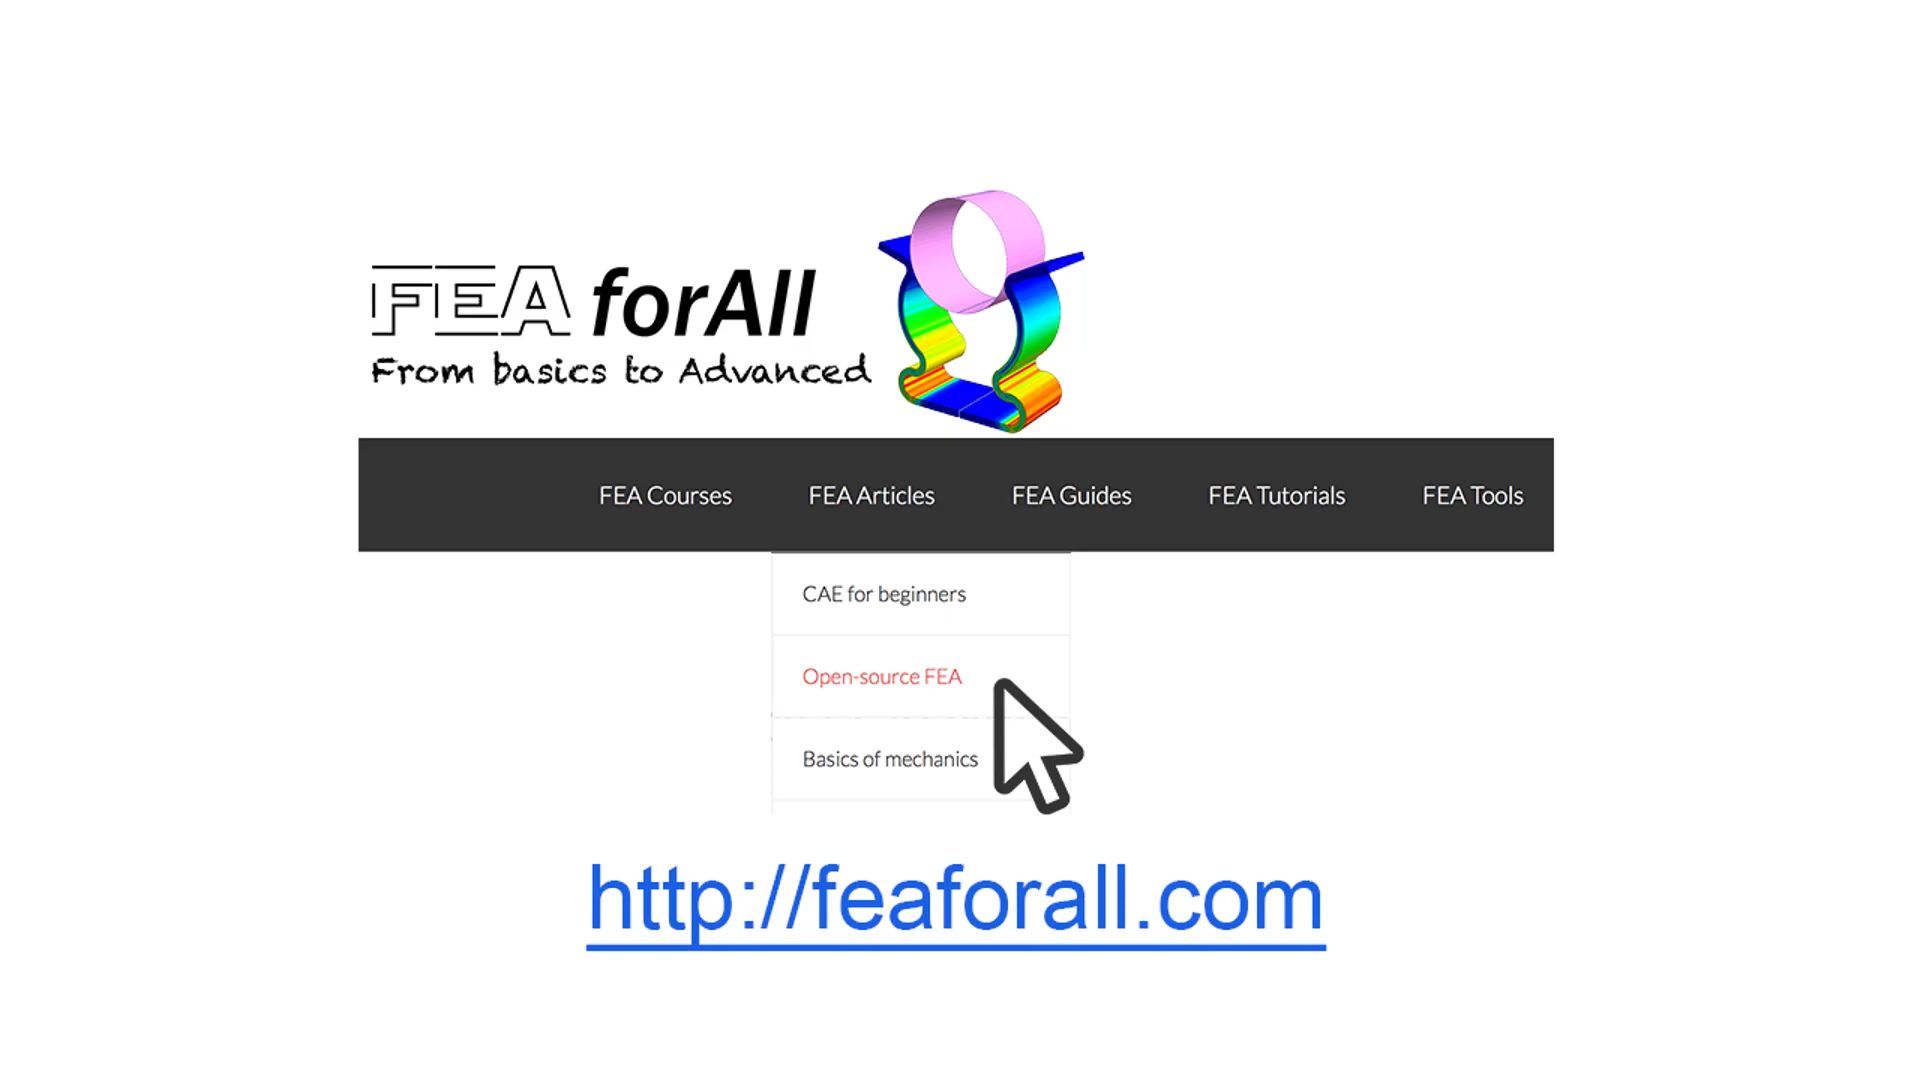 FEA forAll
From basics to Advanced
FEA Courses FEA Articles FEA Guides FEA Tutorials FEA Tools
CAE for beginners
Open-source FEA
Basics of mechanics
http://feaforall.com